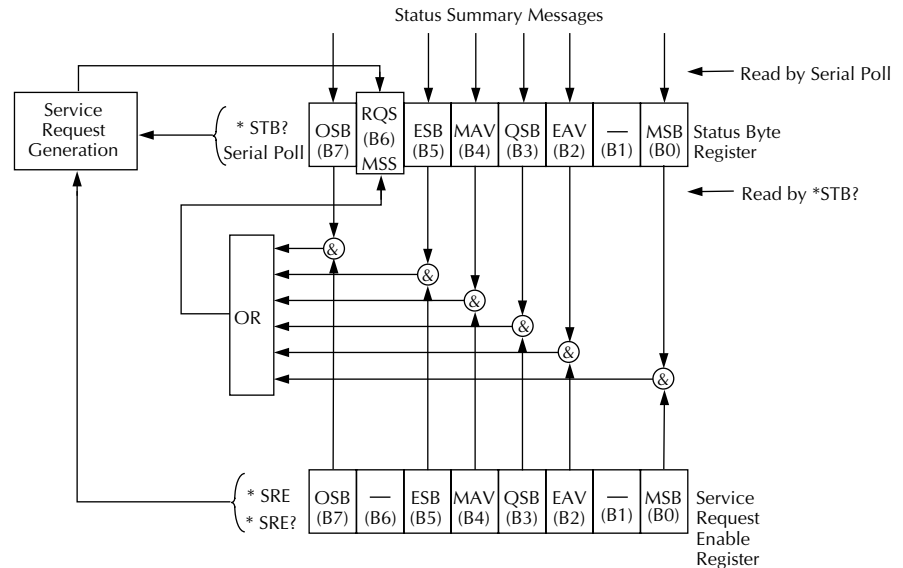 Status Summary Messages
Read by Serial Poll
Service
Request
Generation
* STB?
Serial Poll
OSB
(B7)
RQS
(B6)
MSS
ESB
(B5)
MAV
(B4)
QSB
(B3)
EAV
(B2)
—
(B1)
MSB
(B0)
Status Byte
Register
Read by *STB?
&
&
&
&
&
&
OR
* SRE
* SRE?
OSB
(B7)
—
(B6)
ESB
(B5)
MAV
(B4)
QSB
(B3)
EAV
(B2)
—
(B1)
MSB
(B0)
Service
Request
Enable
Register